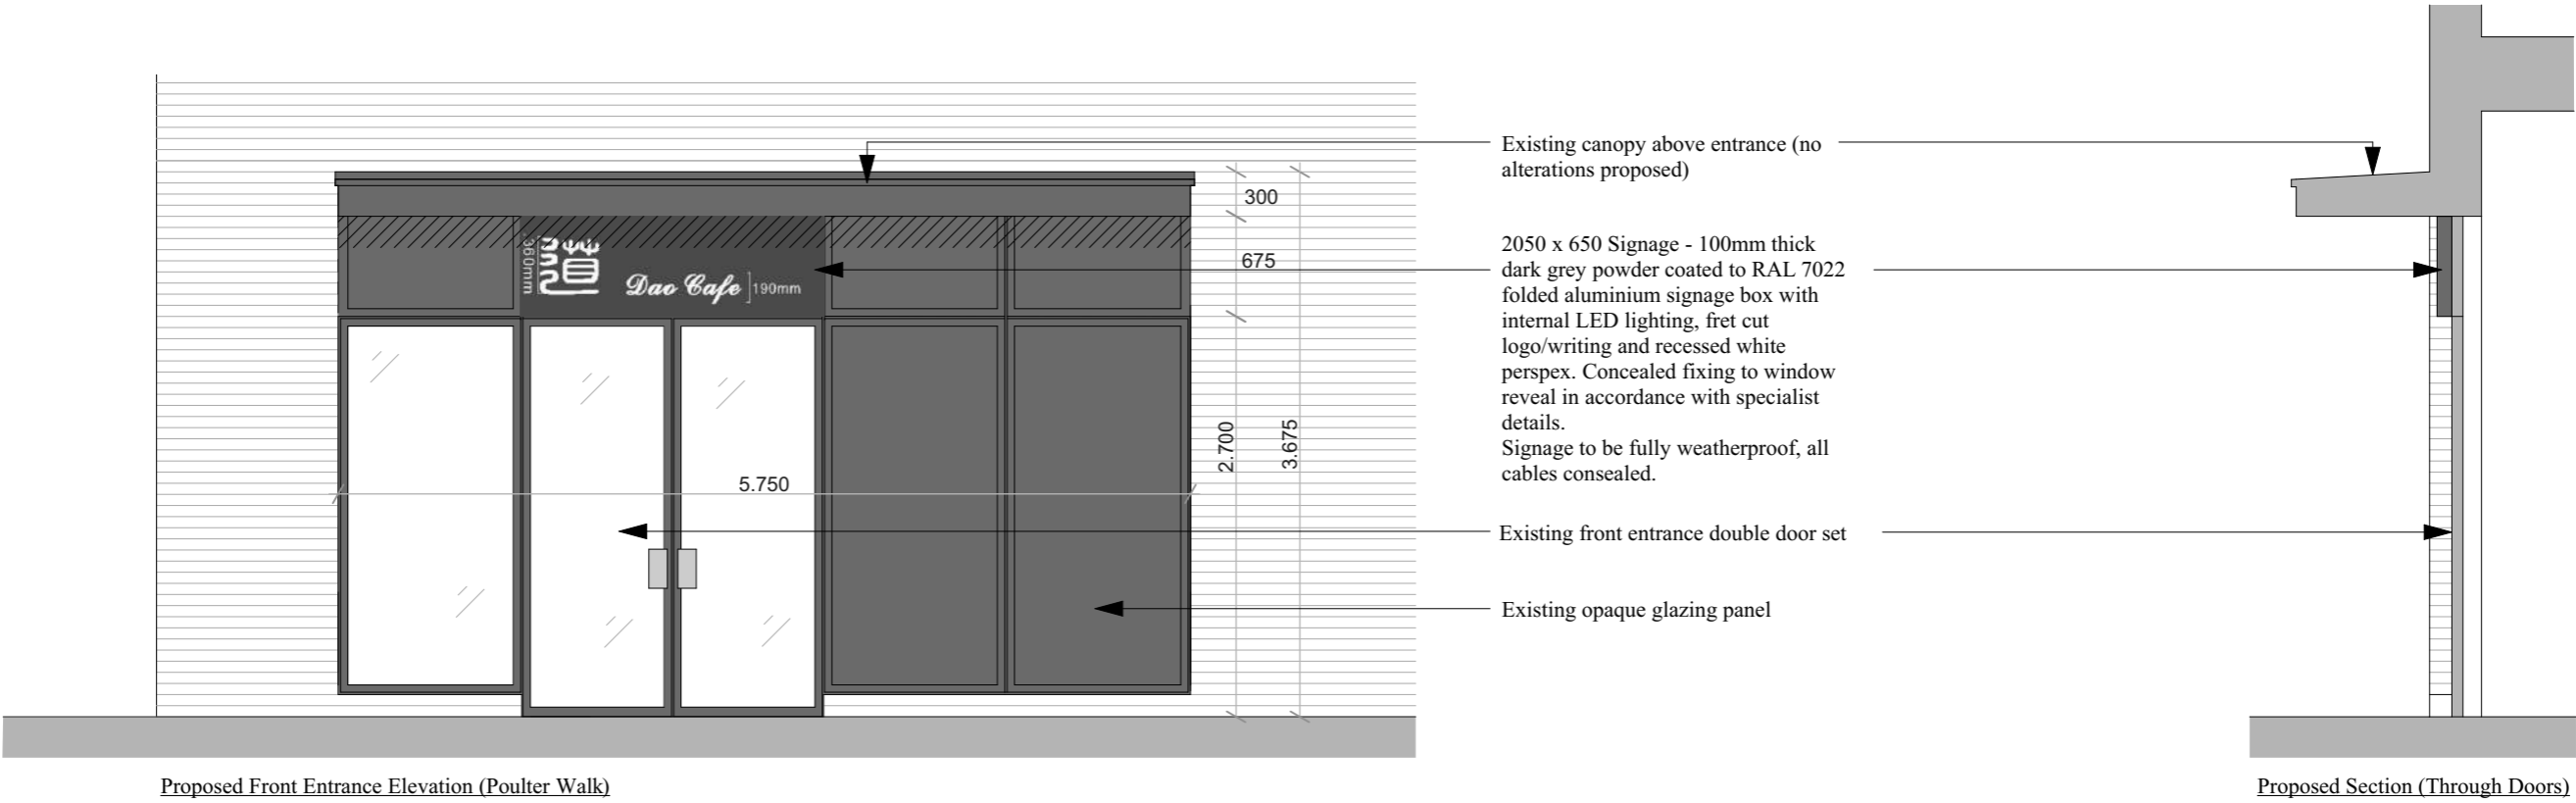 Existing canopy above entrance (no
alterations proposed)
300
2050 x 650 Signage - 100mm thick
dark grey powder coated to RAL 7022
folded aluminium signage box with
internal LED lighting, fret cut
logo/writing and recessed white
perspex. Concealed fixing to window
reveal in accordance with specialist
details.
Signage to be fully weatherproof, all
cables consealed.
360mm
道
Dao Cafe
190mm
675
2.700
3.675
5.750
Existing front entrance double door set
Existing opaque glazing panel
Proposed Front Entrance Elevation (Poulter Walk)
Proposed Section (Through Doors)